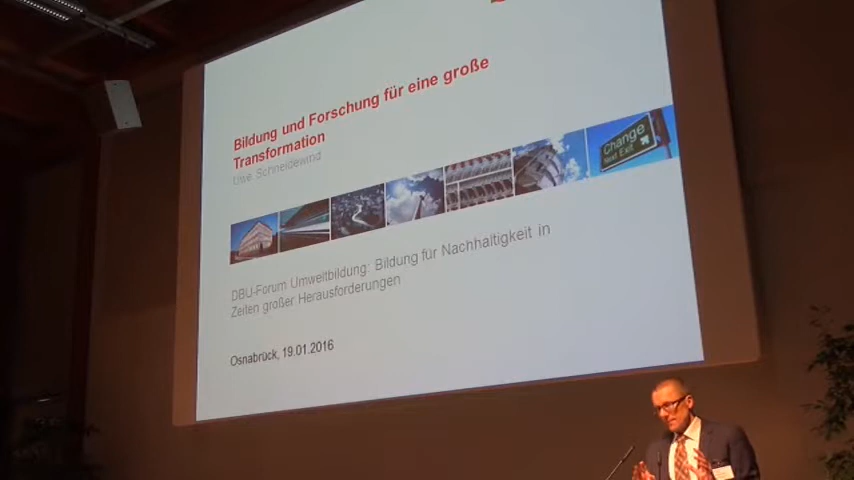 Bildung und Forschung für eine große
Transformation
Uwe Schneidewind
Change
Next Exit
DBU-Forum Umweltbildung: Bildung für Nachhaltigkeit in
Zeiten großer Herausforderungen
Osnabrück, 19.01.2016